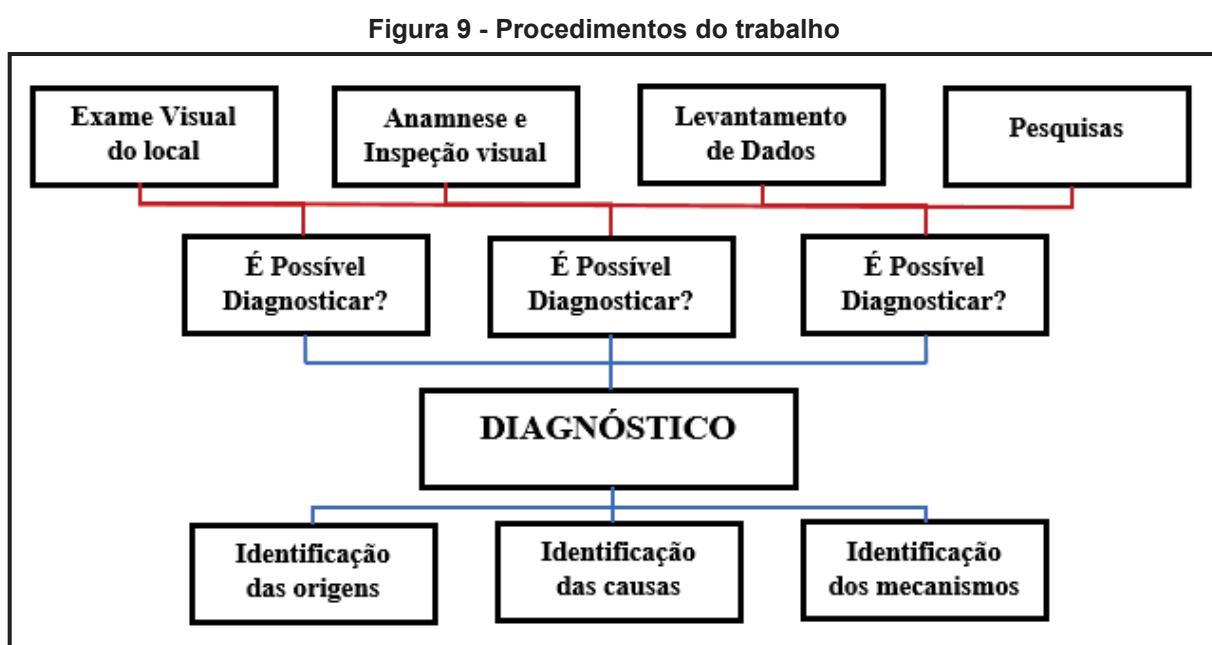 Figura 9 - Procedimentos do trabalho
Exame Visual
do local
Anamnese e
Inspeção visual
Levantamento
de Dados
Pesquisas
É Possível
Diagnosticar?
É Possível
Diagnosticar?
É Possível
Diagnosticar?
DIAGNÓSTICO
Identificação
das origens
Identificação
das causas
Identificação
dos mecanismos